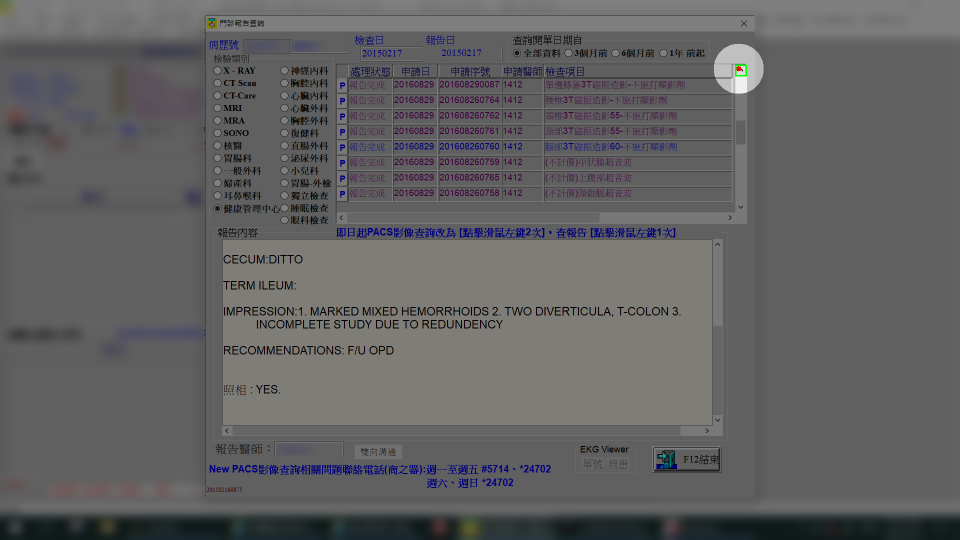 門診報告查詢
病歷號
檢查日 報告日 查詢開單日期自
20150217 20150217 全部資料 3個月前 6個月前 1年 前起
檢驗類別
X - RAY 神經內科
CT Scan 胸腔內科
CT-Care 心臟內科
MRI 心臟外科
MRA 胸腔外科
SONO 復健科
核醫 直腸外科
胃腸科 泌尿外科
一般外科 小兒科
婦產科 胃腸-外檢
耳鼻喉科 獨立檢查
健康管理中心 睡眠檢查
眼科檢查
處理狀態 申請日 申請序號 申請醫師 檢查項目
P 報告完成 20160829 201608290087 1412 3T磁振造影-不施打顯影劑
P 報告完成 20160829 201608260764 1412 腰椎3T磁振造影-不施打顯影劑
P 報告完成 20160829 201608260762 1412 頸椎3T磁振造影55-不施打顯影劑
P 報告完成 20160829 201608260761 1412 頭部3T磁振造影55-不施打顯影劑
P 報告完成 20160829 201608260760 1412 腦部3T磁振造影60-不施打顯影劑
P 報告完成 20160829 201608260759 1412 (不計價)甲狀腺超音波
P 報告完成 20160829 201608260765 1412 (不計價)上腹部超音波
P 報告完成 20160829 201608260758 1412 (不計價)頸動脈超音波
報告內容 即日起PACS影像查詢改為 [點擊滑鼠左鍵2次]，查報告 [點擊滑鼠左鍵1次]
CECUM:DITTO
TERM ILEUM:
IMPRESSION:1. MARKED MIXED HEMORRHOIDS 2. TWO DIVERTICULA, T-COLON 3.
INCOMPLETE STUDY DUE TO REDUNDENCY
RECOMMENDATIONS: F/U OPD
照相 : YES.
報告醫師： 雙向溝通 EKG Viewer
單號 病患 F12結束
New PACS影像查詢相關問題聯絡電話(商之器):週一至週五 #5714、*24702
週六、週日 *24702
201502160875